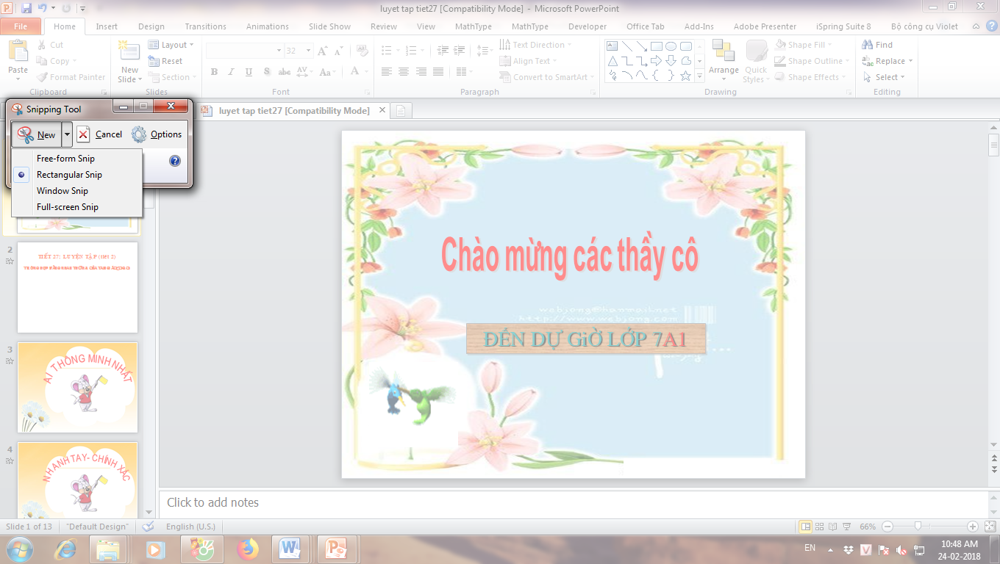 luyet tap tiet27 [Compatibility Mode] - Microsoft PowerPoint
File Home Insert Design Transitions Animations Slide Show Review View MathType MathType Developer Office Tab Add-Ins Adobe Presenter iSpring Suite 8 Bộ công cụ Violet
Paste
Cut
Copy
Format Painter
Clipboard
New Slide
Layout
Reset
Section
Slides
32
B I U S abc AV Aa A
Font
Text Direction
Align Text
Convert to SmartArt
Paragraph
Arrange
Quick Styles
Shape Fill
Shape Outline
Shape Effects
Drawing
Find
Replace
Select
Editing
Snipping Tool
New Cancel Options
Free-form Snip
Rectangular Snip
Window Snip
Full-screen Snip
luyet tap tiet27 [Compatibility Mode]
2
TIẾT 27: LUYỆN TẬP (tiết 2)
3
AI THÔNG MINH NHẤT
4
NHANH TAY- CHÍNH XÁC
Chào mừng các thầy cô
webjong@hanmail.net
http://www.webjong.com
ĐẾN DỰ GiỜ LỚP 7A1
Click to add notes
Slide 1 of 13 "Default Design" English (U.S.) 66%
EN 10:48 AM
24-02-2018